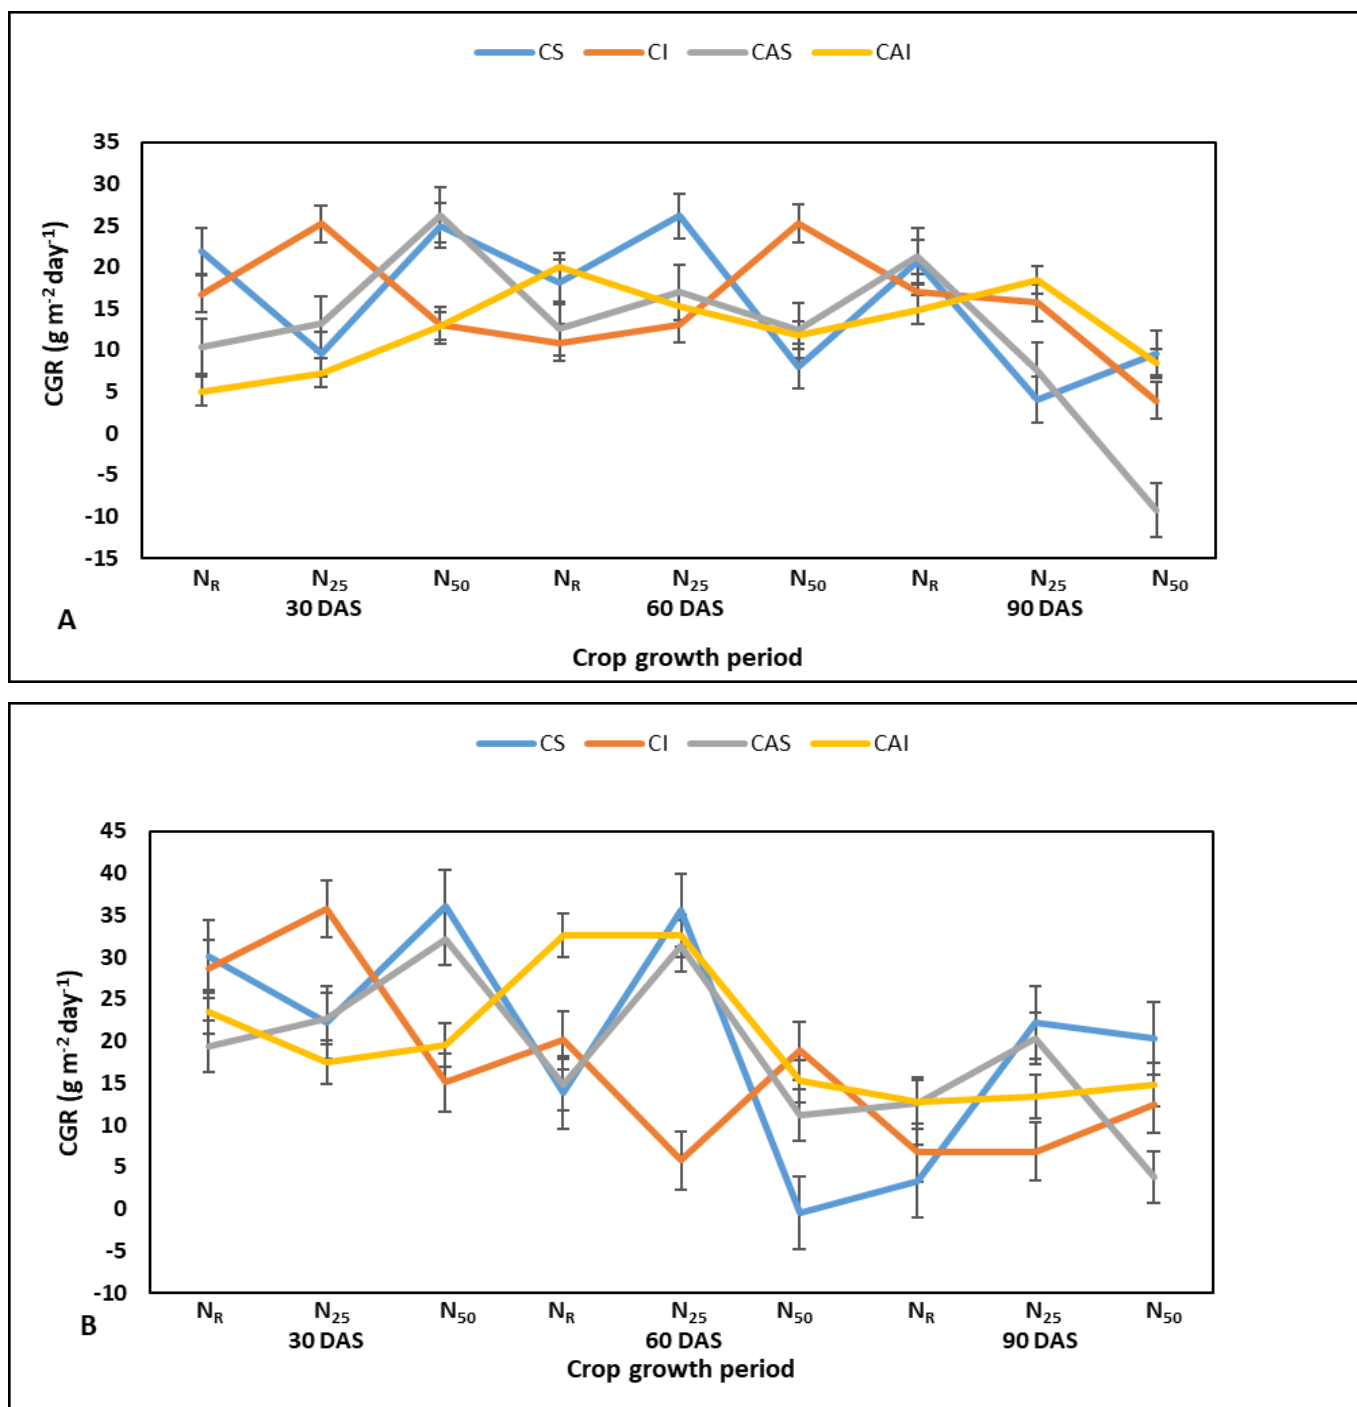 CS CI CAS CAI
35
30
25
20
15
10
5
0
-5
-10
-15
CGR (g m-2 day-1)
NR N25 N50 NR N25 N50 NR N25 N50
30 DAS 60 DAS 90 DAS
A
Crop growth period
CS CI CAS CAI
45
40
35
30
25
20
15
10
5
0
-5
-10
CGR (g m-2 day-1)
NR N25 N50 NR N25 N50 NR N25 N50
B
30 DAS 60 DAS 90 DAS
Crop growth period